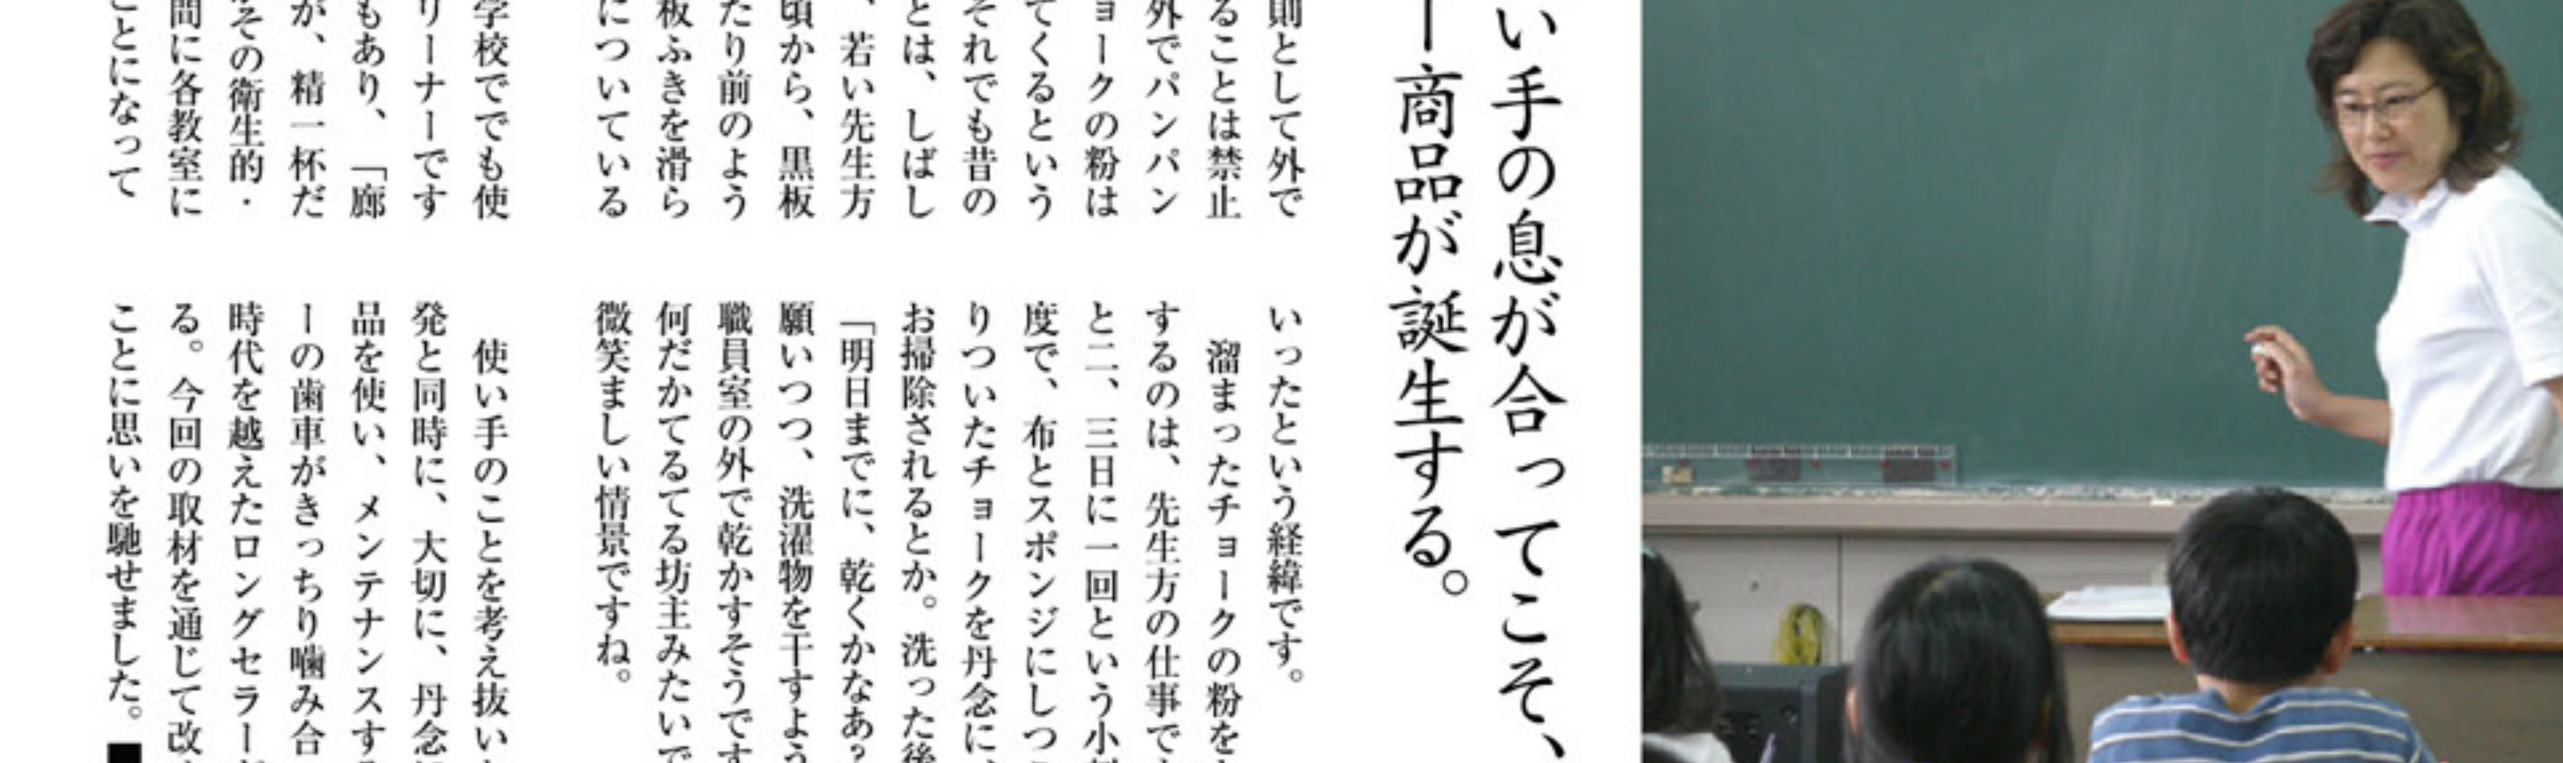 い手の息が合ってこそ、
ー商品が誕生する。
則として外で
ることは禁止
外でパンパン
ョークの粉は
てくるという
それでも昔の
とは、しばし
、若い先生方
頃から、黒板
たり前のよう
板ふきを滑ら
についている
学校ででも使
リーナーです
もあり、「廊
が、精一杯だ
その衛生的・
間に各教室に
ことになって
いったという経緯です。
溜まったチョークの粉を
するのは、先生方の仕事で
と二、三日に一回という小
度で、布とスポンジにしつ
りついたチョークを丹念に、
お掃除されるとか。洗った後
「明日までに、乾くかなあ？
願いつつ、洗濯物を干すよう
職員室の外で乾かすそうです
何だかてるてる坊主みたいで
微笑ましい情景ですね。
使い手のことを考え抜い
発と同時に、大切に、丹念
品を使い、メンテナンスす
ーの歯車がきっちり噛み合
時代を越えたロングセラー
る。今回の取材を通じて改
ことに思いを馳せました。■